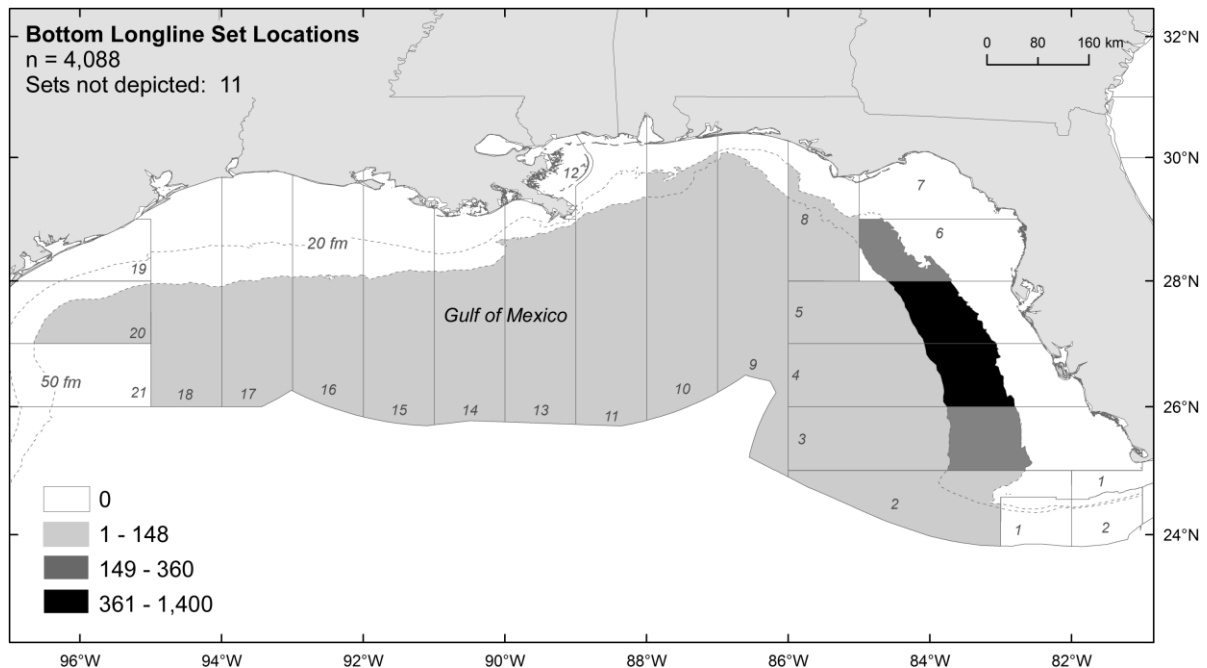 Bottom Longline Set Locations
n = 4,088
Sets not depicted: 11
0 80 160 km
32°N
30°N
28°N
26°N
24°N
12
7
8
6
20 fm
19
Gulf of Mexico
5
20
9
4
50 fm
21
18
17
16
15
14
13
11
10
3
1
2
1
2
0
1 - 148
149 - 360
361 - 1,400
96°W 94°W 92°W 90°W 88°W 86°W 84°W 82°W